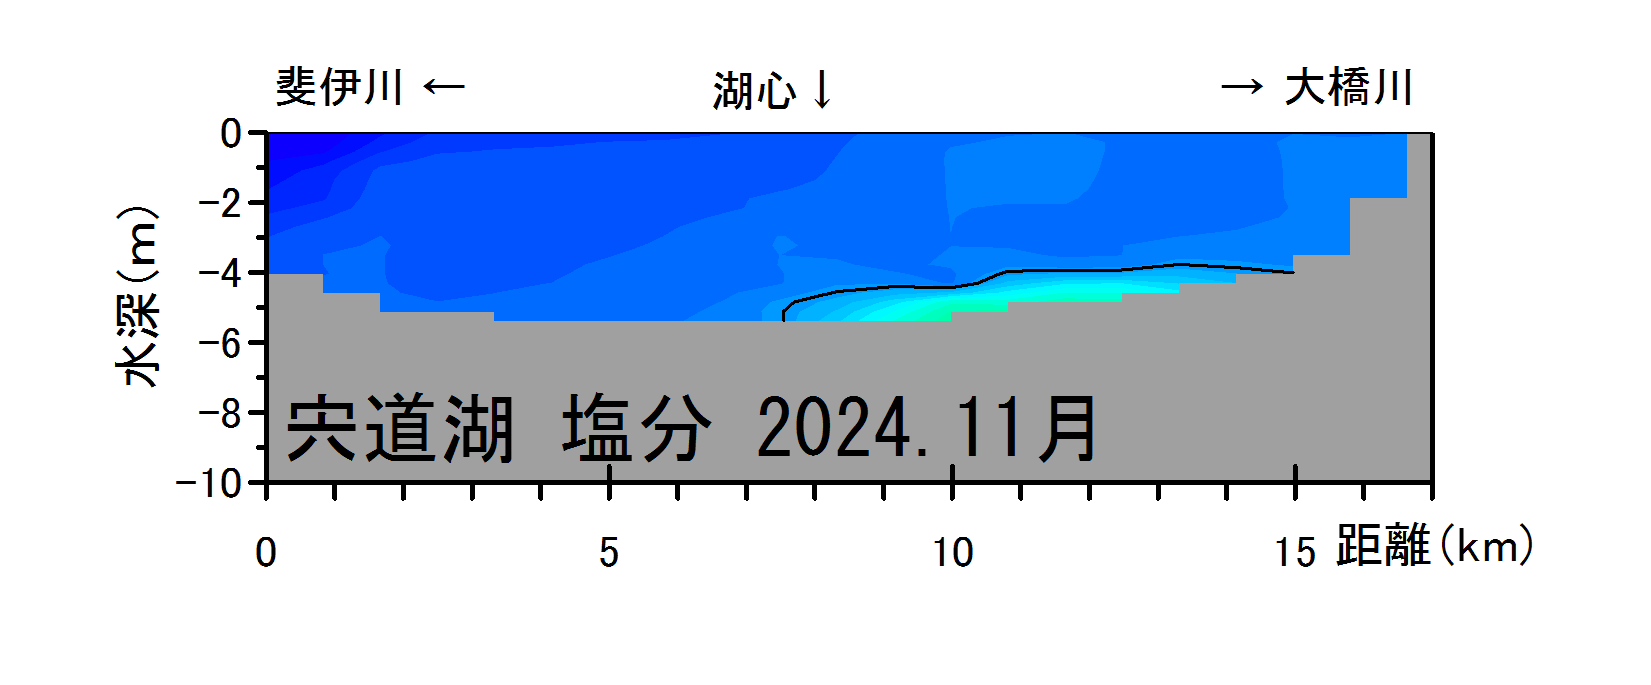 斐伊川 ← 湖心↓ → 大橋川
0
-2
-4
-6
-8
-10
水深(m)
宍道湖 塩分 2024.11月
0 5 10 15 距離(km)